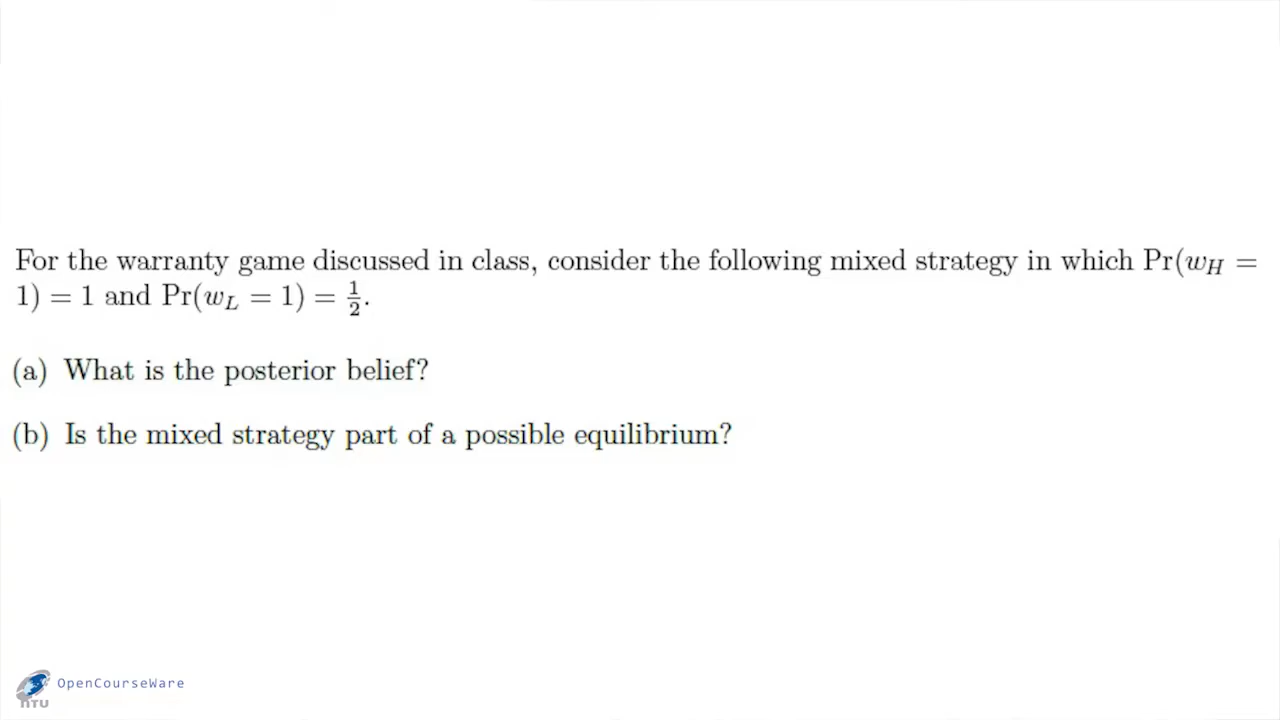 For the warranty game discussed in class, consider the following mixed strategy in which Pr(w_H =
1) = 1 and Pr(w_L = 1) = 1/2.
(a) What is the posterior belief?
(b) Is the mixed strategy part of a possible equilibrium?
OpenCourseWare
NTU